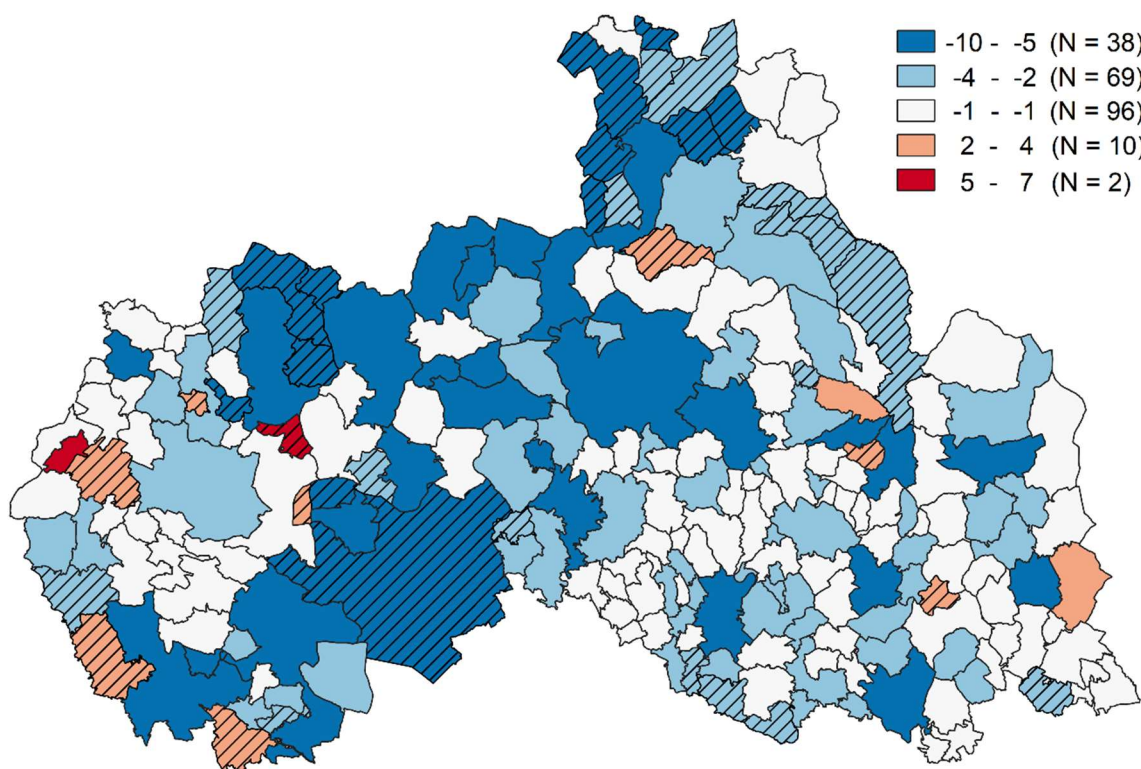 -10 - -5 (N = 38)
-4 - -2 (N = 69)
-1 - -1 (N = 96)
2 - 4 (N = 10)
5 - 7 (N = 2)